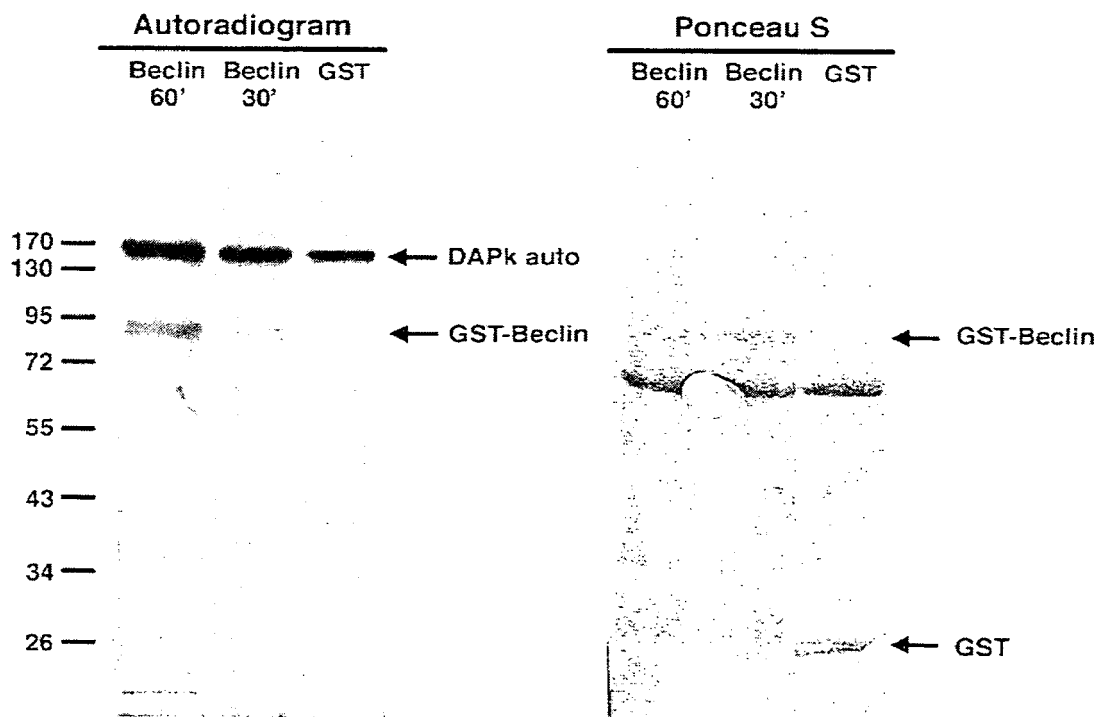 Autoradiogram
Beclin 60' Beclin 30' GST
170
130
95
72
55
43
34
26
DAPk auto
GST-Beclin
Ponceau S
Beclin 60' Beclin 30' GST
GST-Beclin
GST